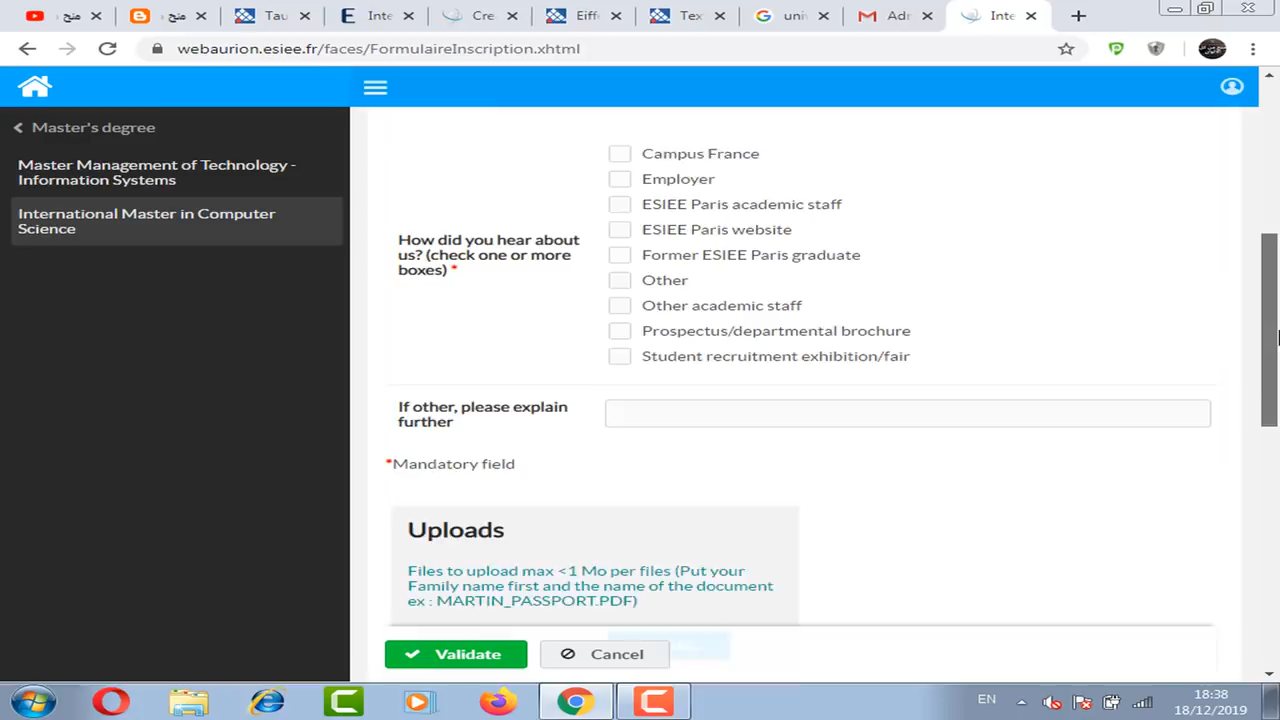 منح
منح
Tau
Inte
Cre
Eiff
Tex
univ
Adr
Inte
webaurion.esiee.fr/faces/FormulaireInscription.xhtml
Master's degree
Master Management of Technology -
Information Systems
International Master in Computer
Science
Campus France
Employer
ESIEE Paris academic staff
ESIEE Paris website
How did you hear about
us? (check one or more
boxes) *
Former ESIEE Paris graduate
Other
Other academic staff
Prospectus/departmental brochure
Student recruitment exhibition/fair
If other, please explain
further
*Mandatory field
Uploads
Files to upload max <1 Mo per files (Put your
Family name first and the name of the document
ex : MARTIN_PASSPORT.PDF)
Validate
Cancel
EN
18:38
18/12/2019